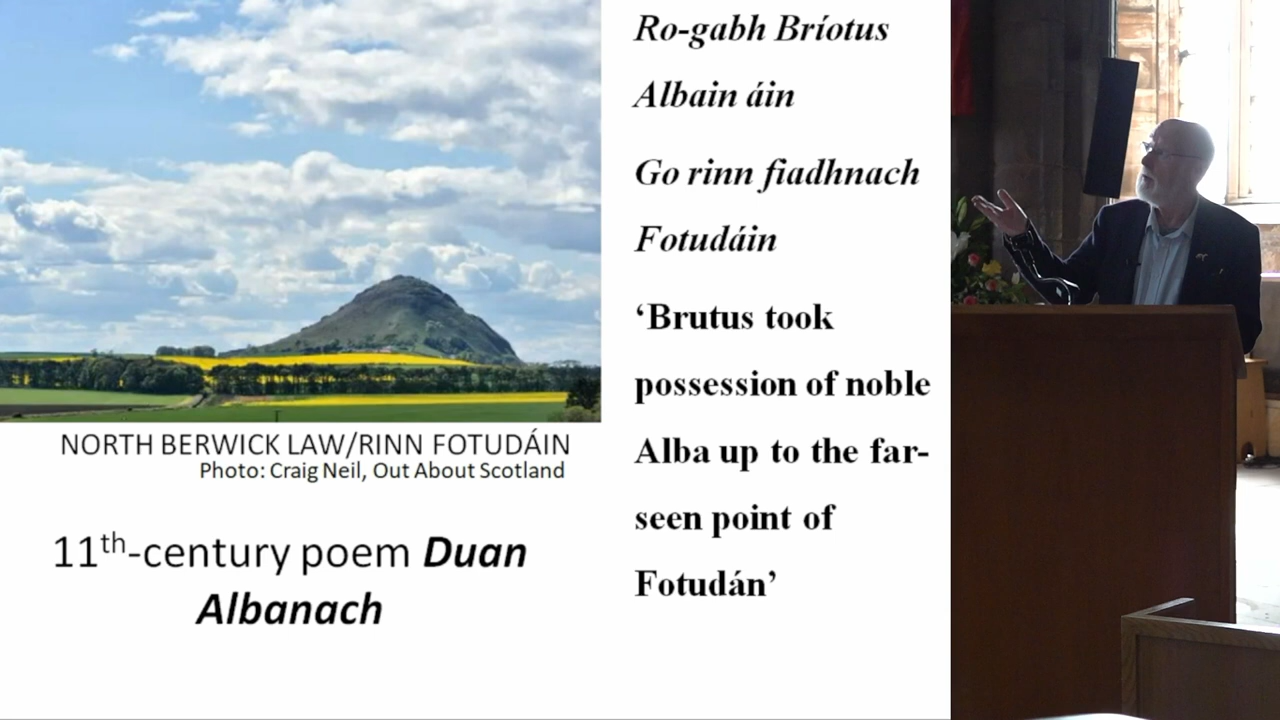 NORTH BERWICK LAW/RINN FOTUDÁIN
Photo: Craig Neil, Out About Scotland
11th-century poem Duan
Albanach
Ro-gabh Bríotus
Albain áin
Go rinn fiadhnach
Fotudáin
‘Brutus took
possession of noble
Alba up to the far-
seen point of
Fotudán’